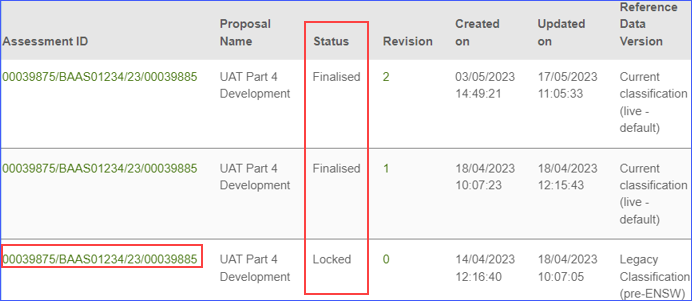 Assessment ID Proposal Name Status Revision Created on Updated on Reference Data Version
00039875/BAAS01234/23/00039885 UAT Part 4 Development Finalised 2 03/05/2023 14:49:21 17/05/2023 11:05:33 Current classification (live - default)
00039875/BAAS01234/23/00039885 UAT Part 4 Development Finalised 1 18/04/2023 10:07:23 18/04/2023 12:15:43 Current classification (live - default)
00039875/BAAS01234/23/00039885 UAT Part 4 Development Locked 0 14/04/2023 12:16:40 18/04/2023 10:07:05 Legacy Classification (pre-ENSW)